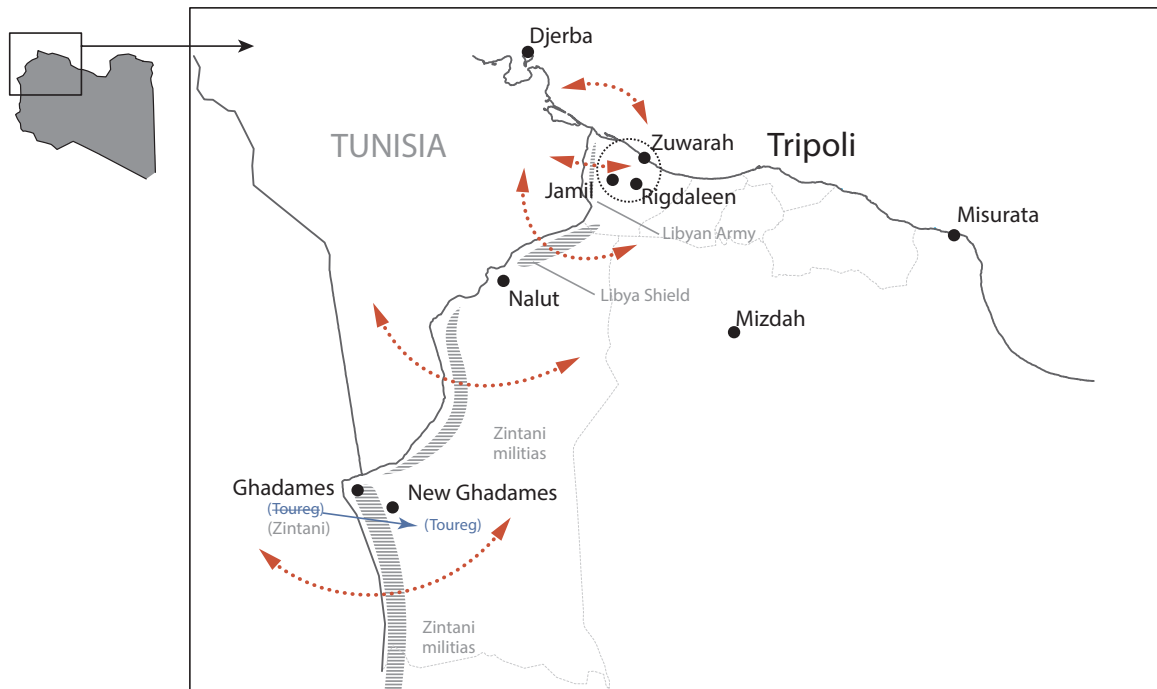 Djerba
TUNISIA
Zuwarah
Tripoli
Jamil
Rigdaleen
Misurata
Libyan Army
Nalut
Libya Shield
Mizdah
Zintani
militias
Ghadames
New Ghadames
(Toureg)
(Toureg)
(Zintani)
Zintani
militias